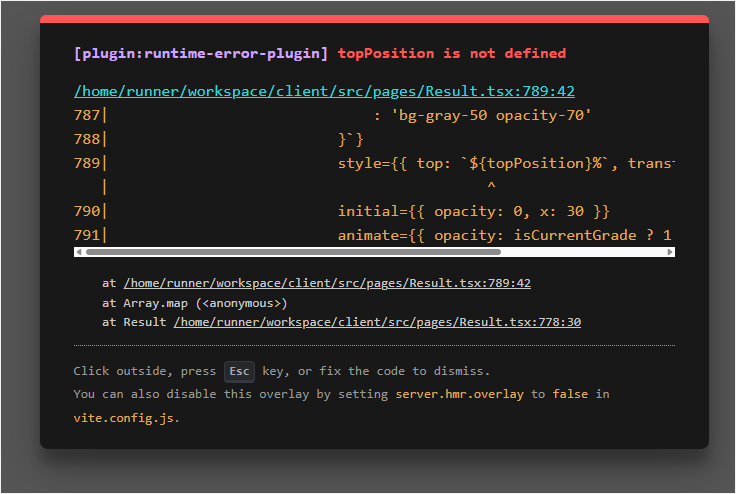 [plugin:runtime-error-plugin] topPosition is not defined
/home/runner/workspace/client/src/pages/Result.tsx:789:42
787| : 'bg-gray-50 opacity-70'
788| }`}
789| style={{ top: `${topPosition}%`, trans
| ^
790| initial={{ opacity: 0, x: 30 }}
791| animate={{ opacity: isCurrentGrade ? 1
at /home/runner/workspace/client/src/pages/Result.tsx:789:42
at Array.map (<anonymous>)
at Result /home/runner/workspace/client/src/pages/Result.tsx:778:30
Click outside, press Esc key, or fix the code to dismiss.
You can also disable this overlay by setting server.hmr.overlay to false in
vite.config.js.